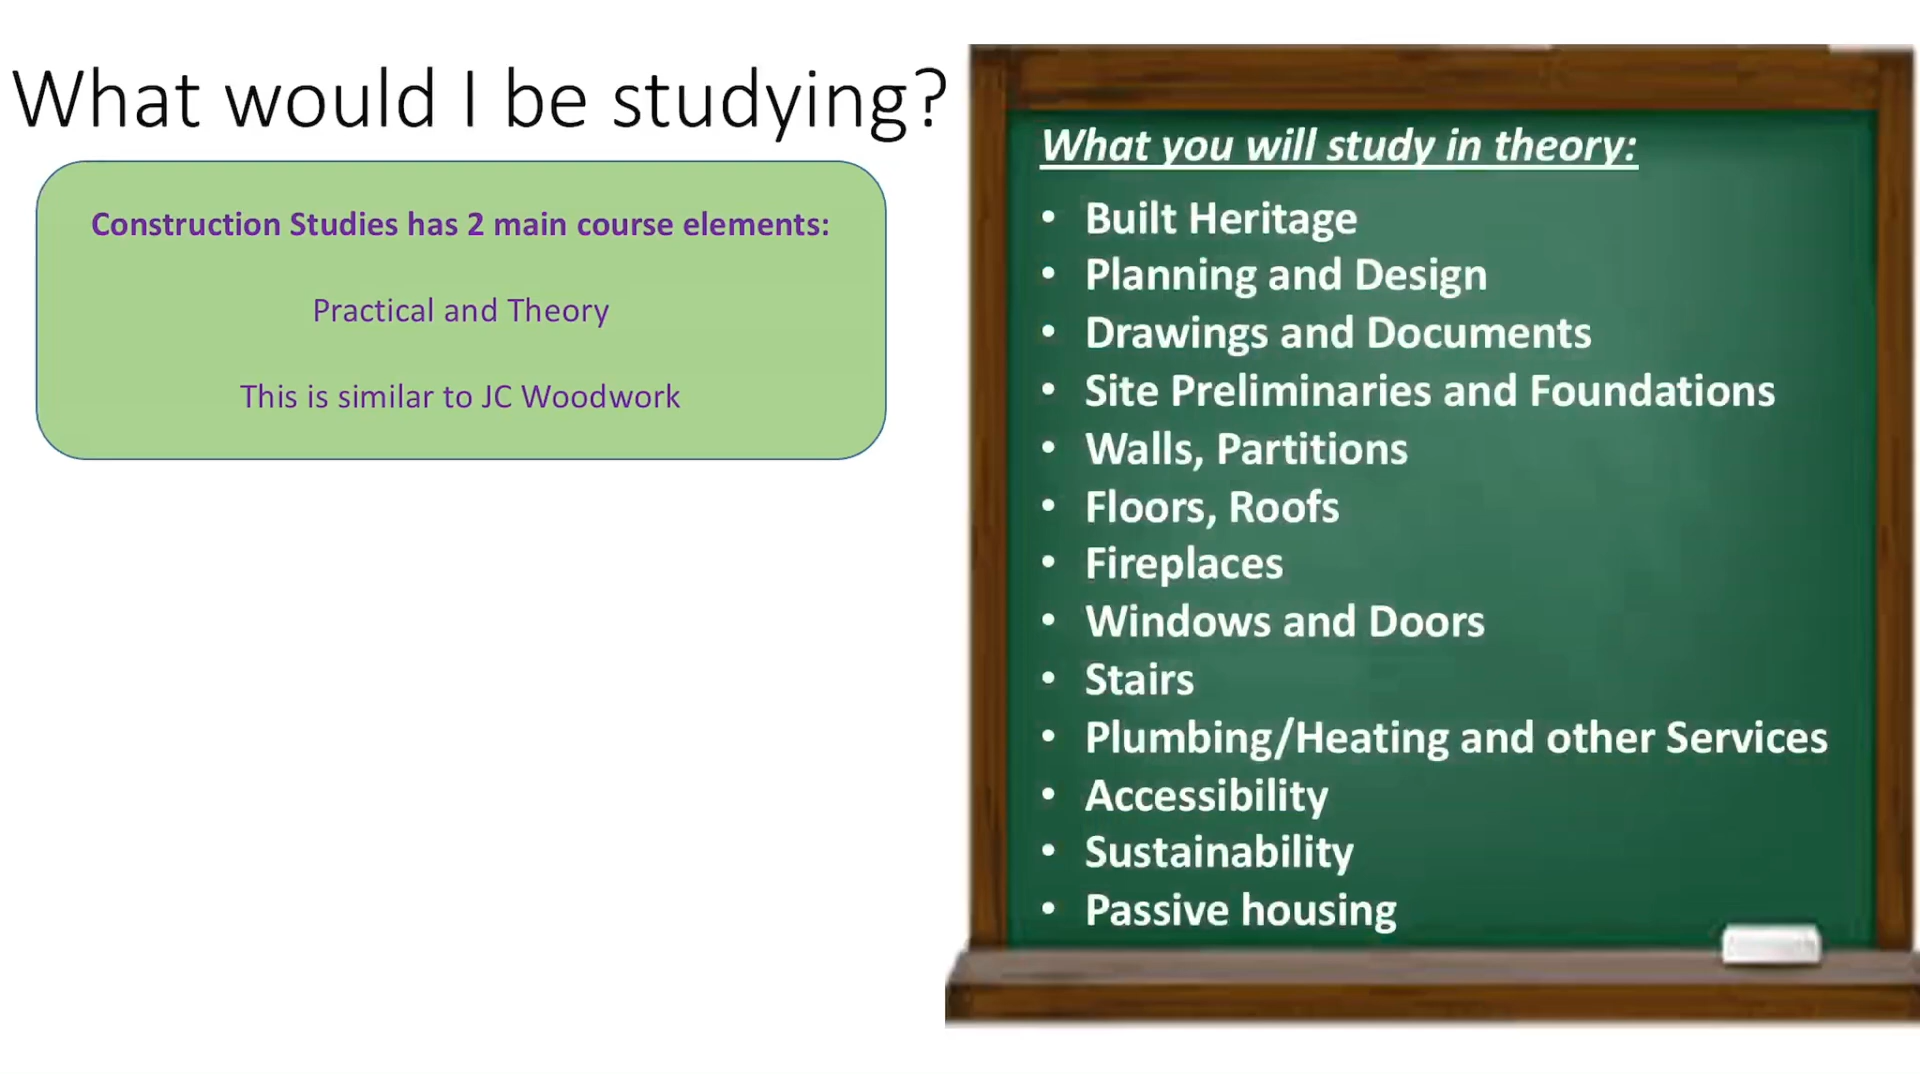 What would I be studying?
Construction Studies has 2 main course elements:
Practical and Theory
This is similar to JC Woodwork
What you will study in theory:
• Built Heritage
• Planning and Design
• Drawings and Documents
• Site Preliminaries and Foundations
• Walls, Partitions
• Floors, Roofs
• Fireplaces
• Windows and Doors
• Stairs
• Plumbing/Heating and other Services
• Accessibility
• Sustainability
• Passive housing